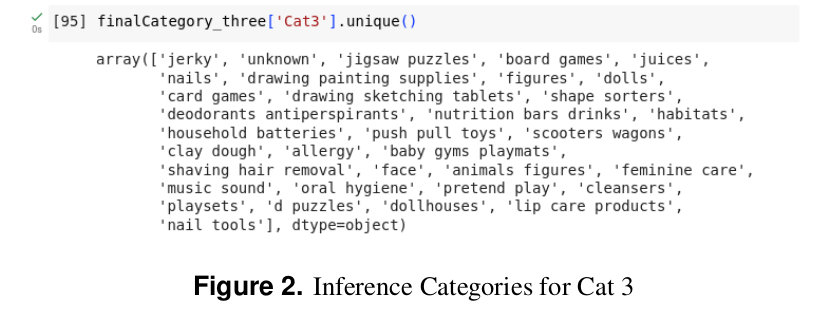 [95] finalCategory_three['Cat3'].unique()
0s
array(['jerky', 'unknown', 'jigsaw puzzles', 'board games', 'juices',
'nails', 'drawing painting supplies', 'figures', 'dolls',
'card games', 'drawing sketching tablets', 'shape sorters',
'deodorants antiperspirants', 'nutrition bars drinks', 'habitats',
'household batteries', 'push pull toys', 'scooters wagons',
'clay dough', 'allergy', 'baby gyms playmats',
'shaving hair removal', 'face', 'animals figures', 'feminine care',
'music sound', 'oral hygiene', 'pretend play', 'cleansers',
'playsets', 'd puzzles', 'dollhouses', 'lip care products',
'nail tools'], dtype=object)
Figure 2. Inference Categories for Cat 3